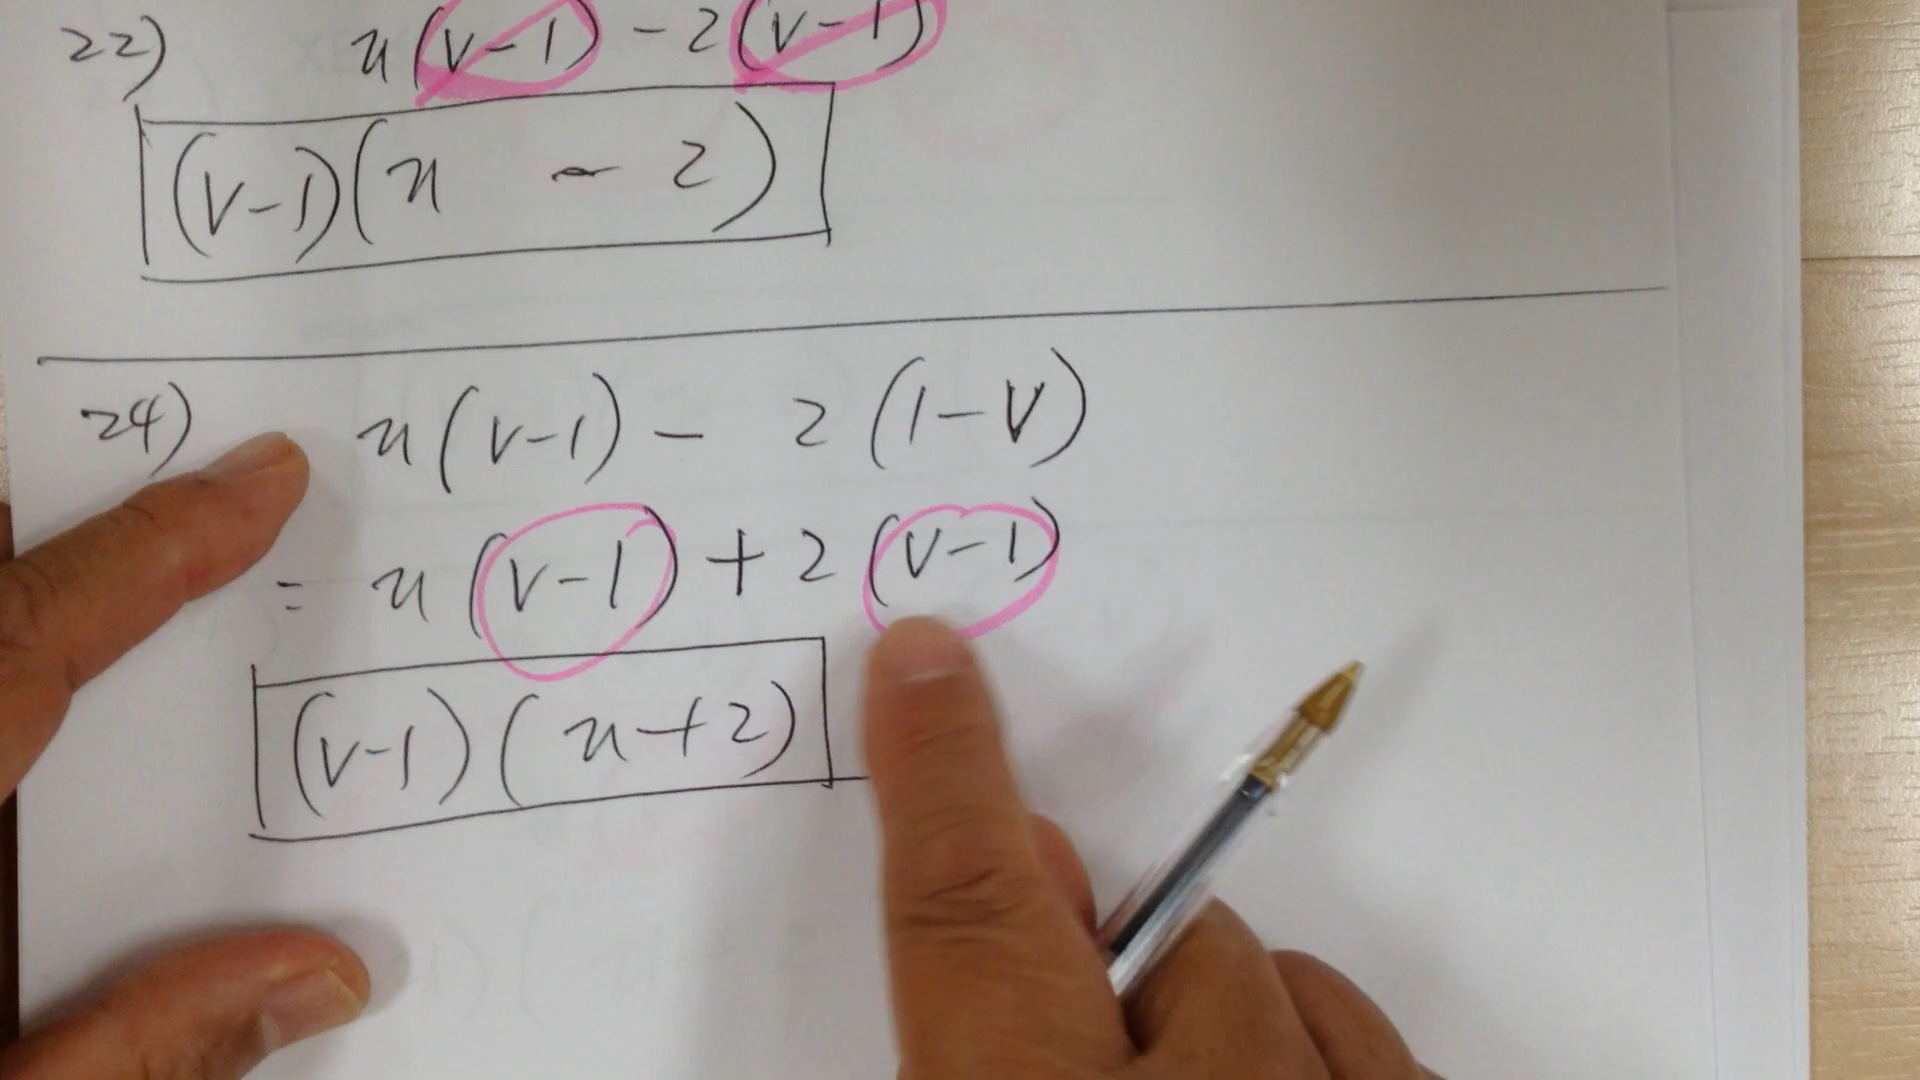 22) u(v-1) - 2(v-1)
(v-1)(u - 2)
24) u(v-1) - 2(1-v)
= u(v-1) + 2(v-1)
(v-1)(u+2)